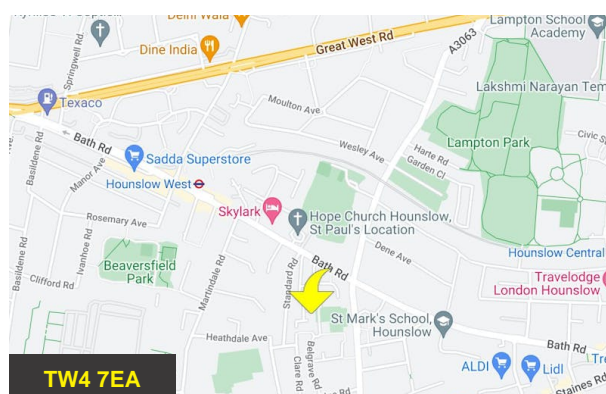 Delhi Wala
Lampton School
Academy
Springwell Rd
Dine India
Great West Rd
A3063
Lakshmi Narayan Tem
Texaco
Moulton Ave
Bath Rd
Wesley Ave
Lampton Park
Civic
Harte Rd
Garden Cl
Basildene Rd
Manor Ave
Sadda Superstore
Hounslow West
Skylark
Hope Church Hounslow,
St Paul's Location
Rosemary Ave
Ivanhoe Rd
Dene Ave
Hounslow Central
Beaversfield
Park
Martindale Rd
Standard Rd
Bath Rd
Basildene Rd
Clifford Rd
Travelodge
London Hounslow
St Mark's School,
Hounslow
Heathdale Ave
Belgrave Rd
Clare Rd
Bath Rd
ALDI
Lidl
Tre
Staines Rd
Rd
TW4 7EA